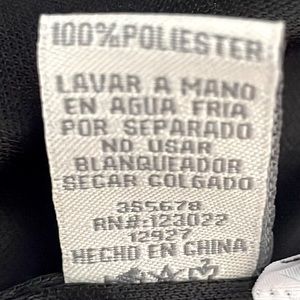 100%POLIESTER
LAVAR A MANO
EN AGUA FRIA
POR SEPARADO
NO USAR
BLANQUEADOR
SECAR COLGADO
355678
RN#:123022
12927
HECHO EN CHINA